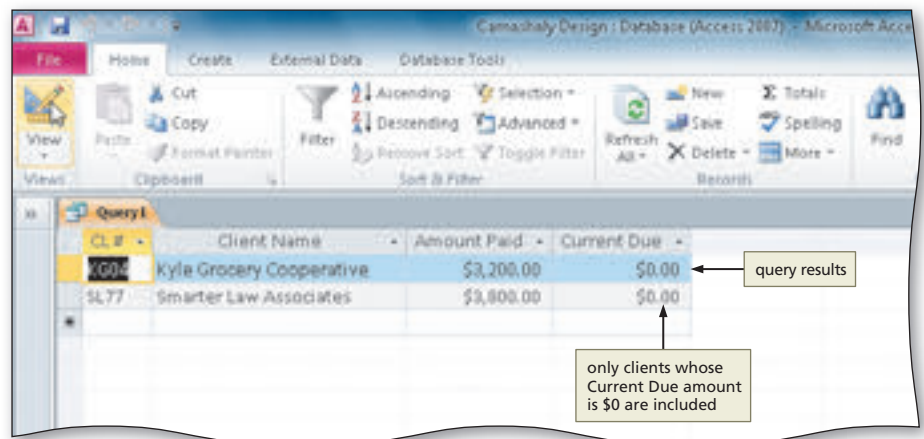 Camashaly Design : Database (Access 2007) - Microsoft Acce
File Home Create External Data Database Tools
View
Paste
Cut
Copy
Format Painter
Filter
Ascending
Descending
Remove Sort
Selection
Advanced
Toggle Filter
Refresh
All
New
Save
Delete
Totals
Spelling
More
Find
Views Clipboard Sort & Filter Records
Query1
CL # Client Name Amount Paid Current Due
KG04 Kyle Grocery Cooperative $3,200.00 $0.00
SL77 Smarter Law Associates $3,800.00 $0.00
query results
only clients whose
Current Due amount
is $0 are included